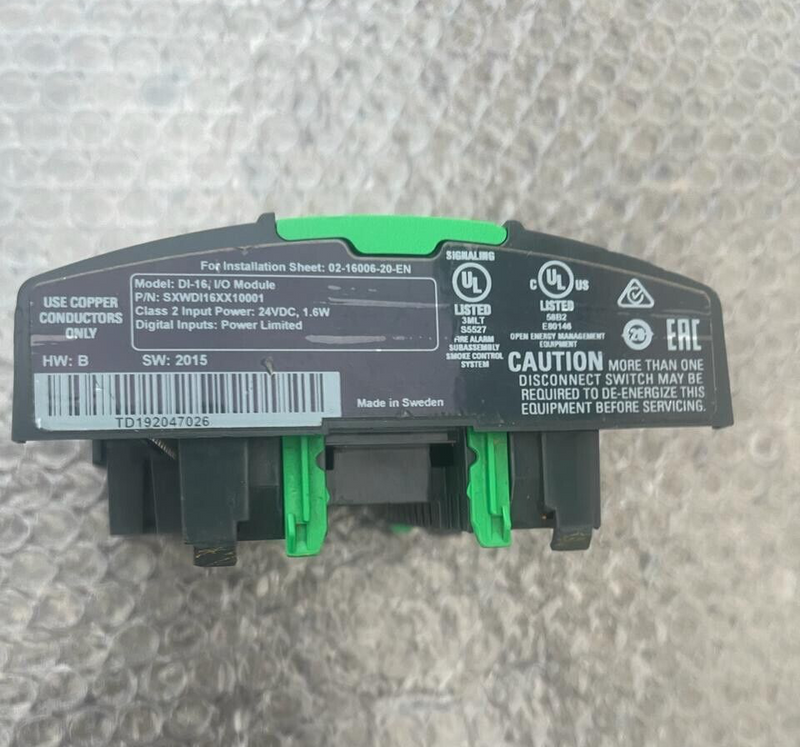 For Installation Sheet: 02-16006-20-EN
USE COPPER
CONDUCTORS
ONLY
Model: DI-16, I/O Module
P/N: SXWDI16XX10001
Class 2 Input Power: 24VDC, 1.6W
Digital Inputs: Power Limited
HW: B
SW: 2015
TD192047026
Made in Sweden
SIGNALING
UL
LISTED
3MLT
S5527
FIRE ALARM
SUBASSEMBLY
SMOKE CONTROL
SYSTEM
C UL US
LISTED
58B2
E80146
OPEN ENERGY MANAGEMENT
EQUIPMENT
20
EAC
CAUTION MORE THAN ONE
DISCONNECT SWITCH MAY BE
REQUIRED TO DE-ENERGIZE THIS
EQUIPMENT BEFORE SERVICING.